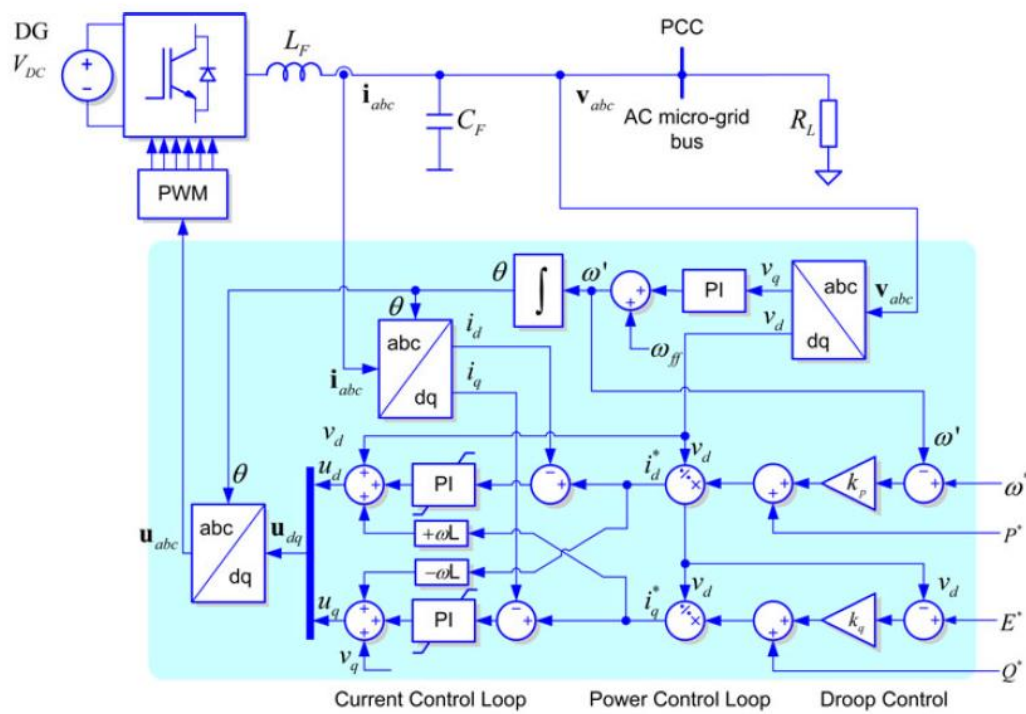 DG
V_DC
+
−
L_F
i_abc
C_F
v_abc
PCC
AC micro-grid
bus
R_L
PWM
θ
∫
ω'
+
+
ω_ff
PI
v_q
v_d
abc
dq
v_abc
θ
abc
dq
i_d
i_q
i_abc
ω'
v_d
θ
u_d
+
+
+
PI
−
+
i_d^*
v_d
÷
×
+
+
k_p
−
+
ω^*
P^*
+ωL
−ωL
u_abc
abc
dq
u_dq
u_q
+
+
+
PI
−
+
i_q^*
v_d
÷
×
+
+
k_q
v_d
−
+
E^*
Q^*
v_q
Current Control Loop
Power Control Loop
Droop Control